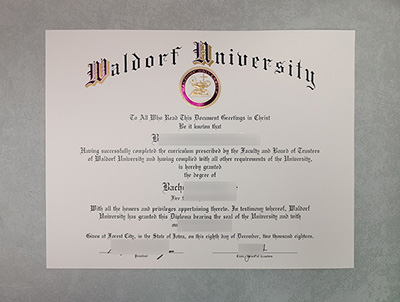 Waldorf University
To All Who Read This Document Greetings in Christ
Be it known that
B
Having successfully completed the curriculum prescribed by the Faculty and Board of Trustees
of Waldorf University and having complied with all other requirements of the University,
is hereby granted
the degree of
Bach
With all the honors and privileges appertaining thereto. In testimony whereof, Waldorf
University has granted this Diploma bearing the seal of the University and with
on
Given at Forest City, in the State of Iowa, on this eighth day of December, two thousand eighteen.
President